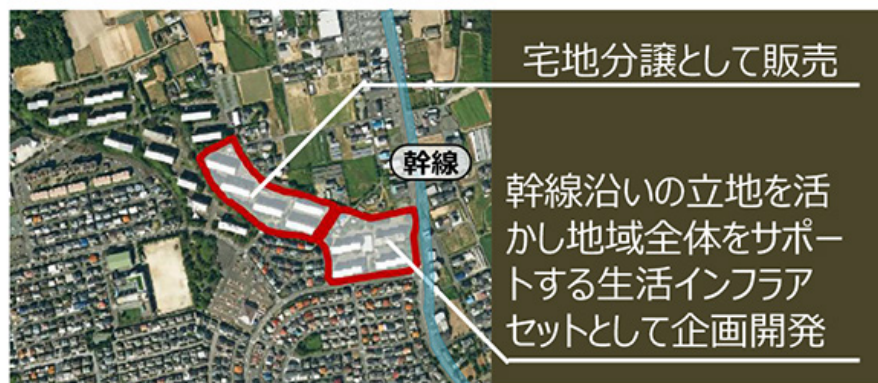 宅地分譲として販売
幹線
幹線沿いの立地を活
かし地域全体をサポー
トする生活インフラア
セットとして企画開発